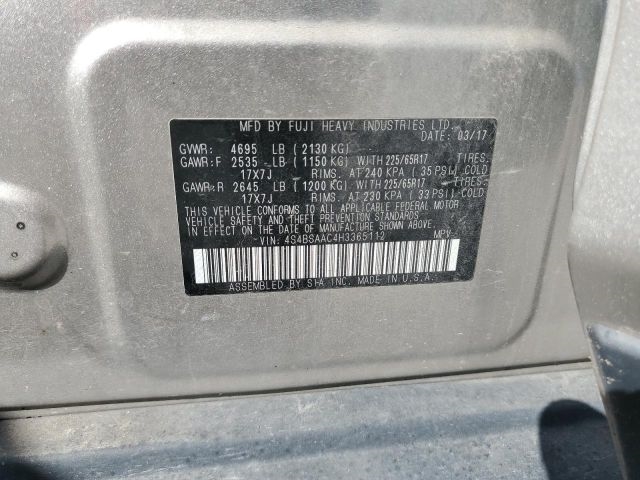 MFD BY FUJI HEAVY INDUSTRIES LTD.
DATE: 03/17
GVWR: 4695 LB ( 2130 KG)
GAWR:F 2535 LB ( 1150 KG) WITH 225/65R17 TIRES.
17X7J RIMS. AT 240 KPA ( 35 PSI) COLD
GAWR:R 2645 LB ( 1200 KG) WITH 225/65R17 TIRES.
17X7J RIMS. AT 230 KPA ( 33 PSI) COLD
THIS VEHICLE CONFORMS TO ALL APPLICABLE FEDERAL MOTOR
VEHICLE SAFETY AND THEFT PREVENTION STANDARDS
IN EFFECT ON THE DATE OF MANUFACTURE SHOWN ABOVE.
VIN: 4S4BSAAC4H3365112 MPV
ASSEMBLED BY SIA INC. MADE IN U.S.A.